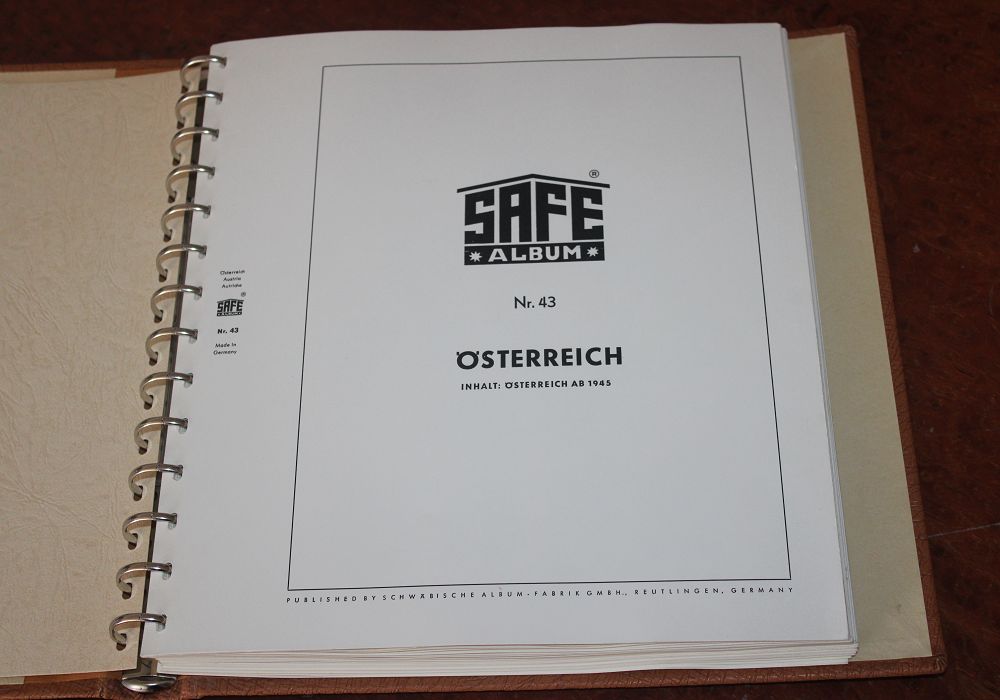 Österreich
Austria
Autriche
®
SAFE
ALBUM
Nr. 43
Made in
Germany
®
SAFE
ALBUM
Nr. 43
ÖSTERREICH
INHALT: ÖSTERREICH AB 1945
PUBLISHED BY SCHWÄBISCHE ALBUM-FABRIK GMBH., REUTLINGEN, GERMANY